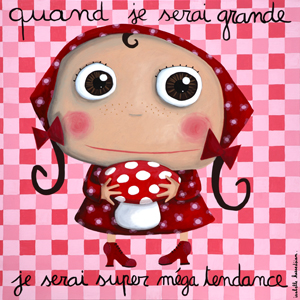 quand je serai grande
je serai super méga tendance